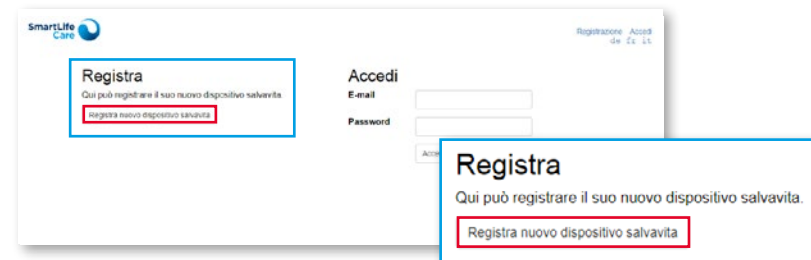 SmartLife
Care
Registrazione Accedi
de fr it
Registra
Qui può registrare il suo nuovo dispositivo salvavita
Registra nuovo dispositivo salvavita
Accedi
E-mail
Password
Registra
Qui può registrare il suo nuovo dispositivo salvavita.
Registra nuovo dispositivo salvavita